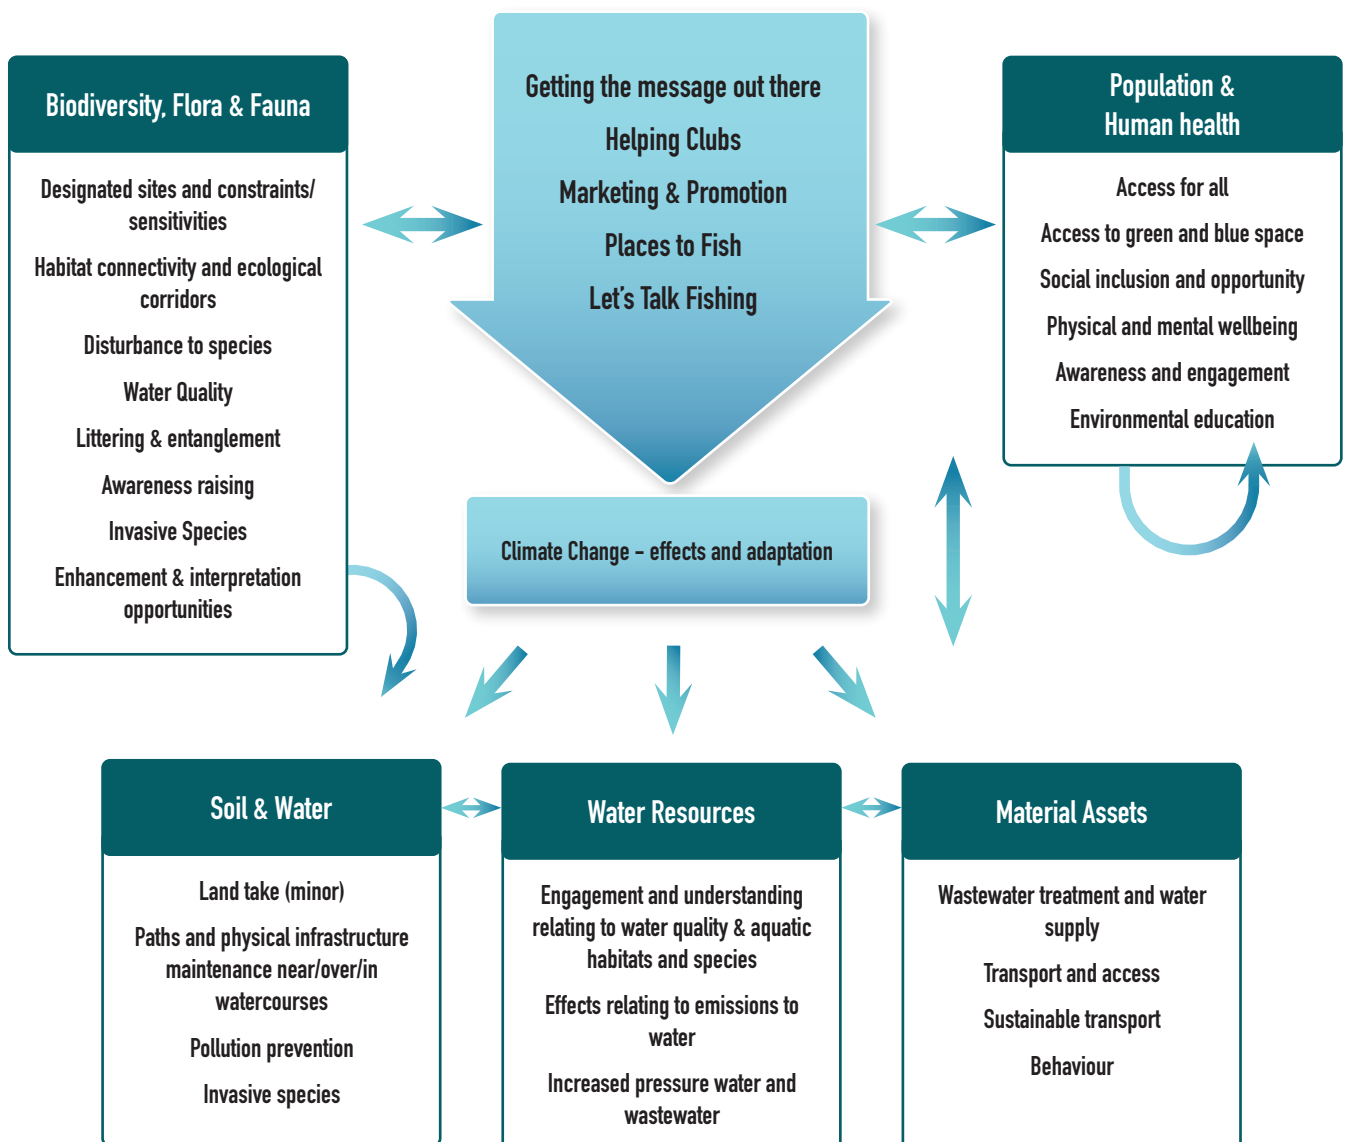 Biodiversity, Flora & Fauna
Designated sites and constraints/
sensitivities
Habitat connectivity and ecological
corridors
Disturbance to species
Water Quality
Littering & entanglement
Awareness raising
Invasive Species
Enhancement & interpretation
opportunities
Getting the message out there
Helping Clubs
Marketing & Promotion
Places to Fish
Let's Talk Fishing
Population &
Human health
Access for all
Access to green and blue space
Social inclusion and opportunity
Physical and mental wellbeing
Awareness and engagement
Environmental education
Climate Change – effects and adaptation
Soil & Water
Land take (minor)
Paths and physical infrastructure
maintenance near/over/in
watercourses
Pollution prevention
Invasive species
Water Resources
Engagement and understanding
relating to water quality & aquatic
habitats and species
Effects relating to emissions to
water
Increased pressure water and
wastewater
Material Assets
Wastewater treatment and water
supply
Transport and access
Sustainable transport
Behaviour